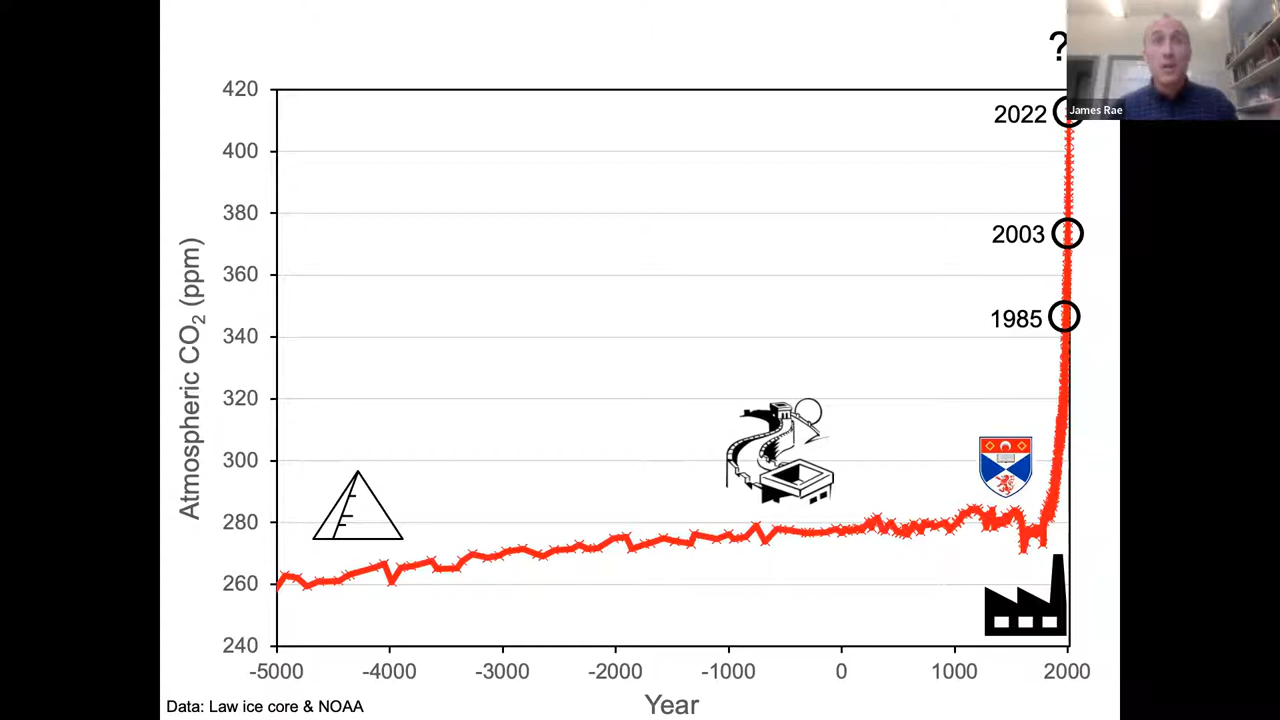 ?
James Rae
420
2022
400
380
2003
360
1985
340
320
300
280
260
240
Atmospheric CO2 (ppm)
-5000 -4000 -3000 -2000 -1000 0 1000 2000
Year
Data: Law ice core & NOAA